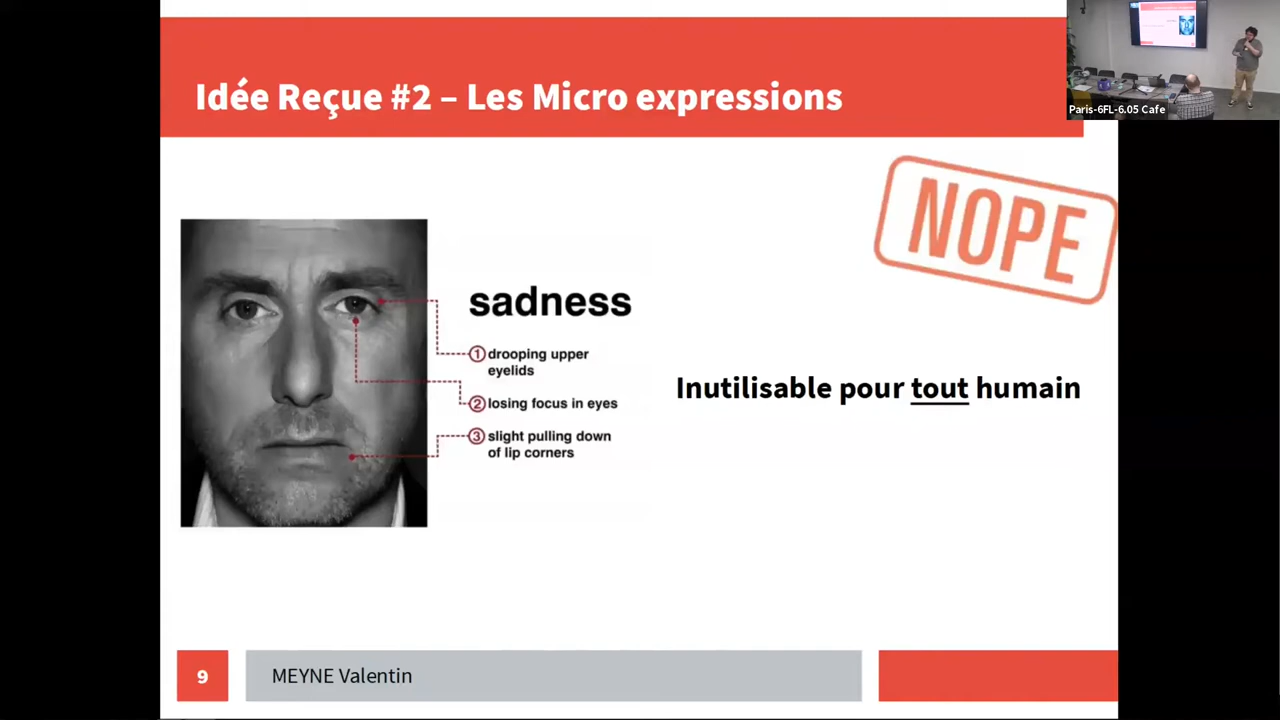 Idée Reçue #2 – Les Micro expressions
Paris-6FL-6.05 Cafe
NOPE
sadness
1 drooping upper
eyelids
2 losing focus in eyes
3 slight pulling down
of lip corners
Inutilisable pour tout humain
9
MEYNE Valentin